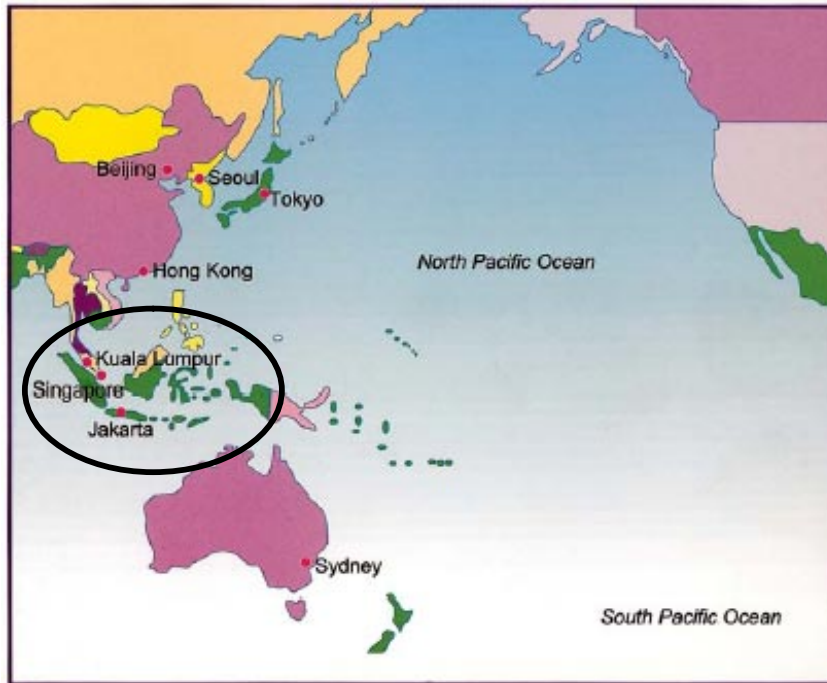 Beijing
Seoul
Tokyo
Hong Kong
North Pacific Ocean
Kuala Lumpur
Singapore
Jakarta
Sydney
South Pacific Ocean